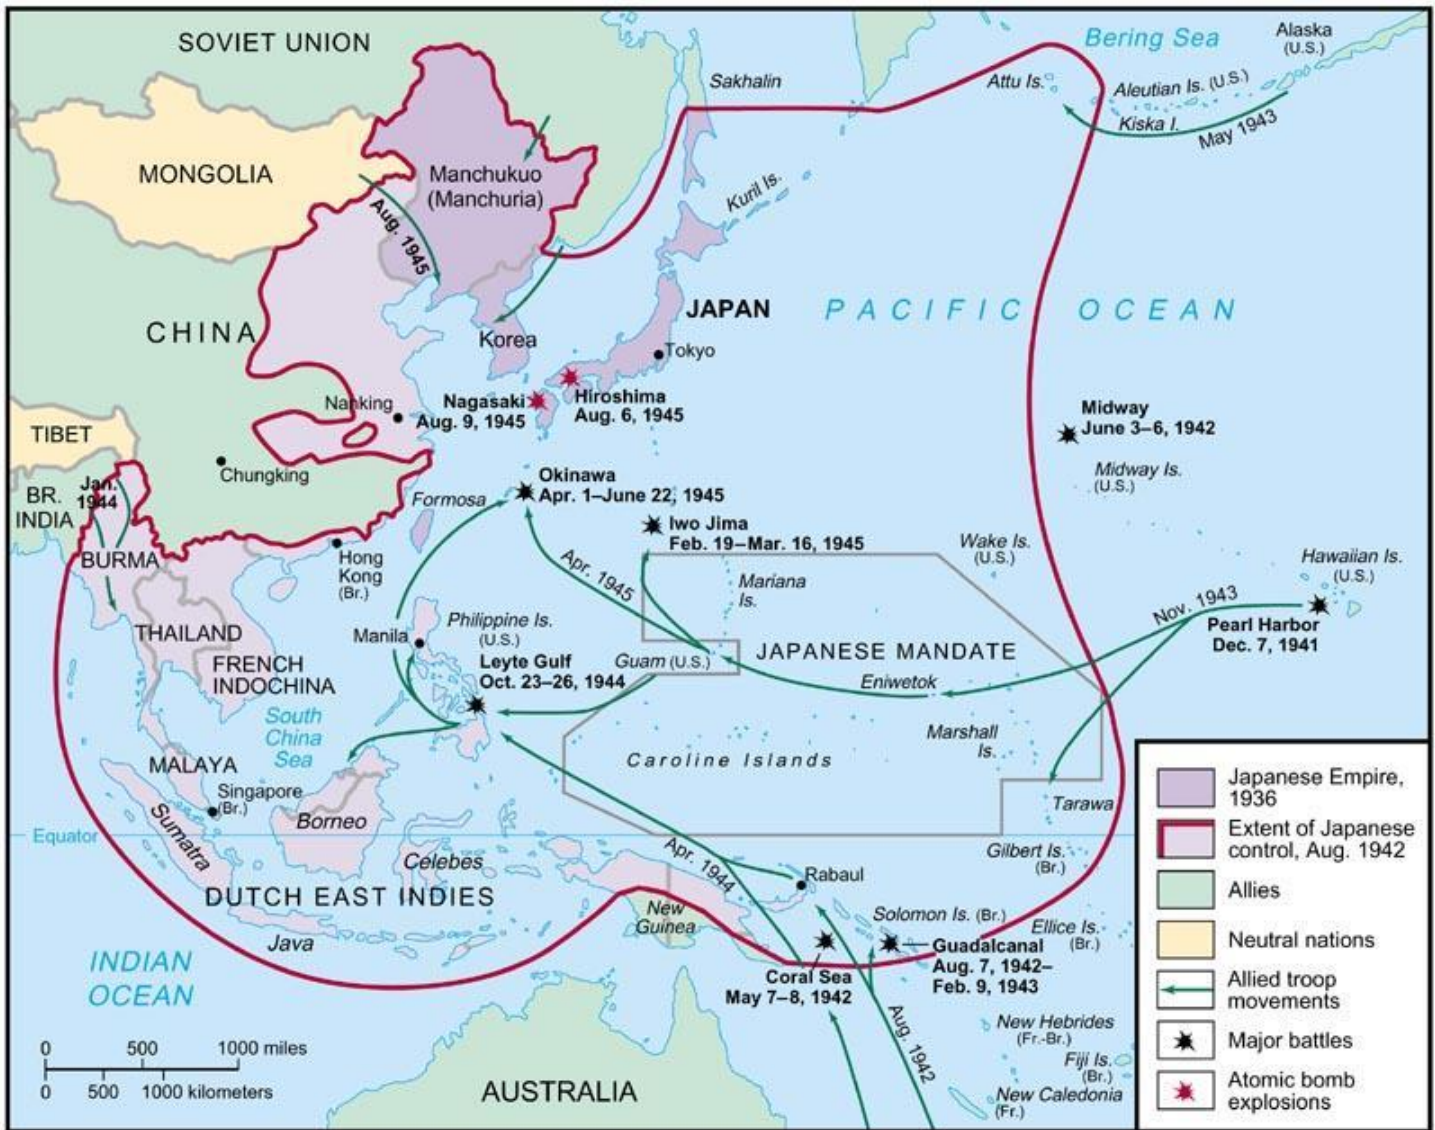 SOVIET UNION
Bering Sea
Alaska
(U.S.)
Sakhalin
Attu Is.
Aleutian Is. (U.S.)
Kiska I.
May 1943
MONGOLIA
Manchukuo
(Manchuria)
Kuril Is.
Aug. 1945
JAPAN
PACIFIC OCEAN
CHINA
Korea
Tokyo
Nanking
Nagasaki
Aug. 9, 1945
Hiroshima
Aug. 6, 1945
Midway
June 3–6, 1942
TIBET
Chungking
Midway Is.
(U.S.)
Jan.
1944
BR.
INDIA
Formosa
Okinawa
Apr. 1–June 22, 1945
Iwo Jima
Feb. 19–Mar. 16, 1945
BURMA
Hong
Kong
(Br.)
Wake Is.
(U.S.)
Hawaiian Is.
(U.S.)
Apr. 1945
Mariana
Is.
Nov. 1943
Pearl Harbor
Dec. 7, 1941
THAILAND
Manila
Philippine Is.
(U.S.)
FRENCH
INDOCHINA
Leyte Gulf
Oct. 23–26, 1944
Guam (U.S.)
JAPANESE MANDATE
Eniwetok
South
China
Sea
Marshall
Is.
MALAYA
Caroline Islands
Singapore
(Br.)
Tarawa
Equator
Sumatra
Borneo
Celebes
Apr. 1944
Gilbert Is.
(Br.)
Rabaul
DUTCH EAST INDIES
New
Guinea
Solomon Is. (Br.)
Ellice Is.
(Br.)
Java
Guadalcanal
Aug. 7, 1942–
Feb. 9, 1943
INDIAN
OCEAN
Coral Sea
May 7–8, 1942
Aug. 1942
New Hebrides
(Fr.-Br.)
Fiji Is.
(Br.)
New Caledonia
(Fr.)
AUSTRALIA
0 500 1000 miles
0 500 1000 kilometers
Japanese Empire,
1936
Extent of Japanese
control, Aug. 1942
Allies
Neutral nations
Allied troop
movements
Major battles
Atomic bomb
explosions